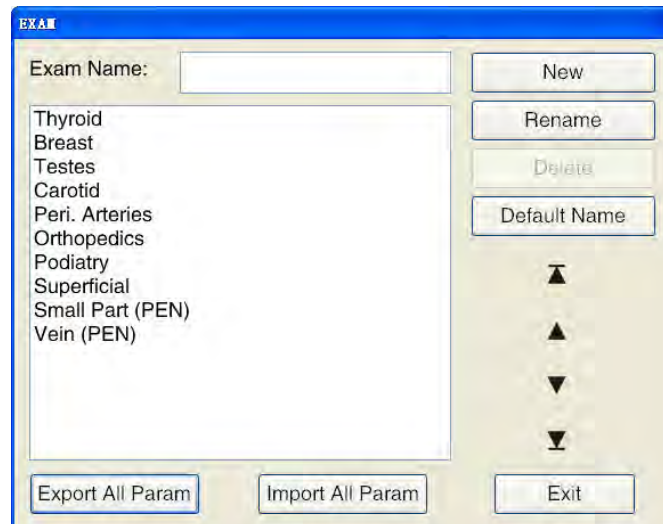 EXAM
Exam Name:
New
Thyroid
Rename
Breast
Testes
Delete
Carotid
Peri. Arteries
Default Name
Orthopedics
Podiatry
Superficial
Small Part (PEN)
Vein (PEN)
Export All Param
Import All Param
Exit